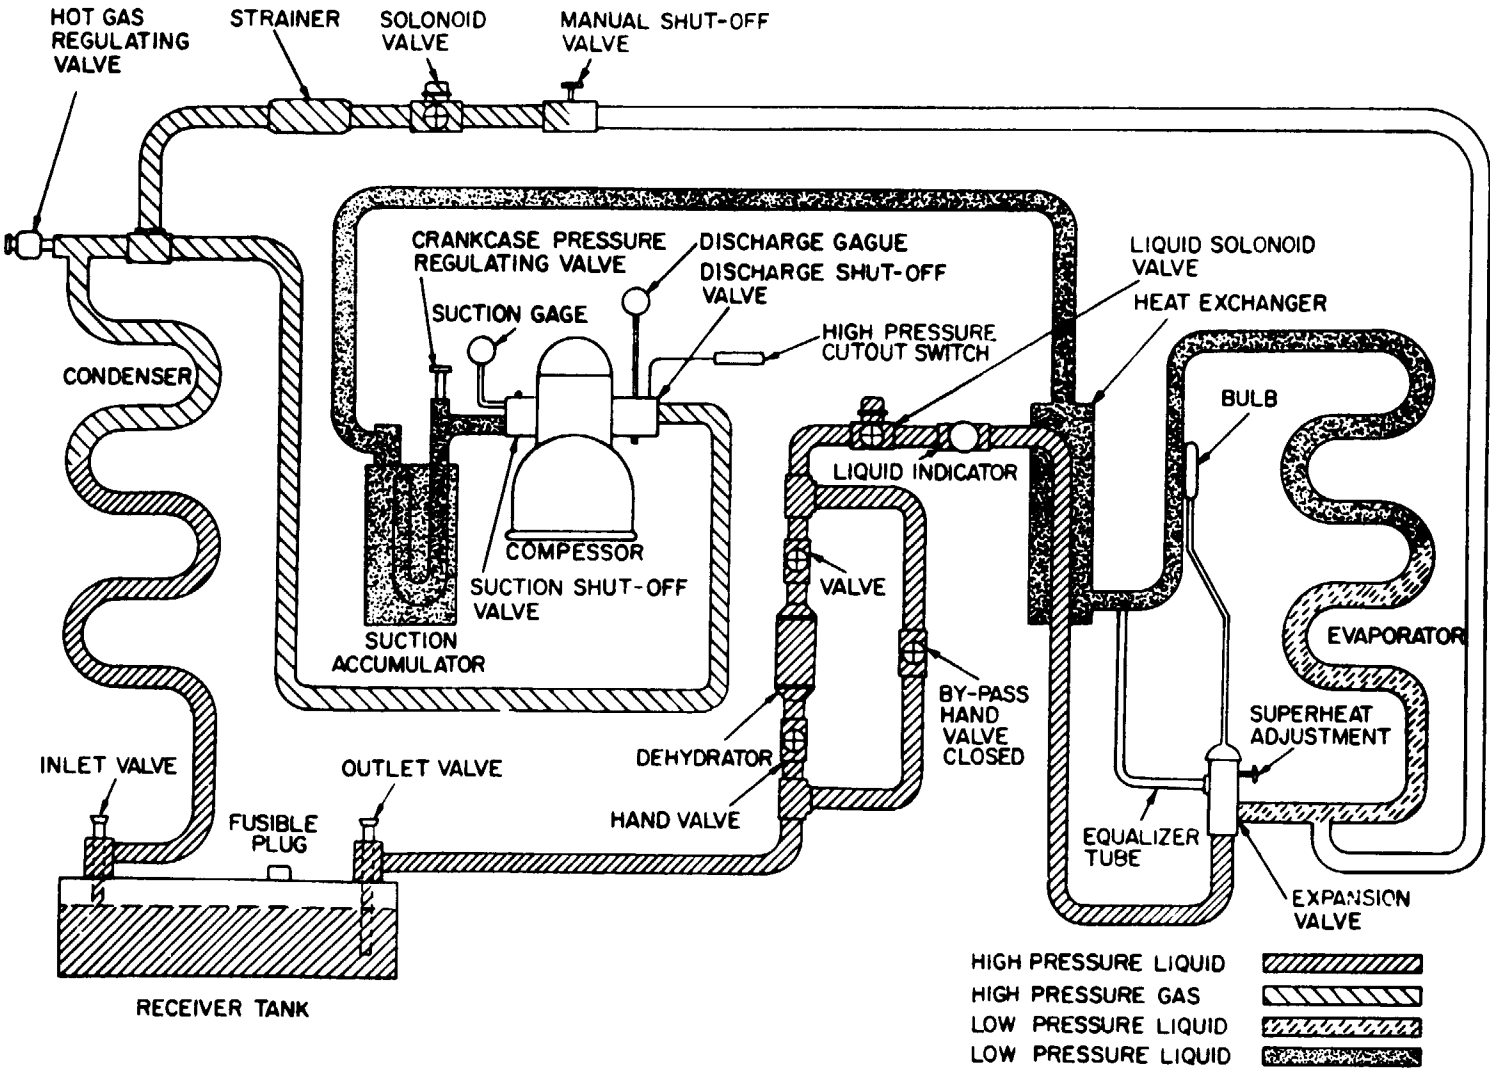 HOT GAS
REGULATING
VALVE
STRAINER
SOLONOID
VALVE
MANUAL SHUT-OFF
VALVE
CRANKCASE PRESSURE
REGULATING VALVE
DISCHARGE GAGUE
DISCHARGE SHUT-OFF
VALVE
LIQUID SOLONOID
VALVE
HEAT EXCHANGER
SUCTION GAGE
HIGH PRESSURE
CUTOUT SWITCH
CONDENSER
BULB
LIQUID INDICATOR
COMPESSOR
SUCTION SHUT-OFF
VALVE
VALVE
SUCTION
ACCUMULATOR
EVAPORATOR
BY-PASS
HAND
VALVE
CLOSED
SUPERHEAT
ADJUSTMENT
DEHYDRATOR
INLET VALVE
OUTLET VALVE
FUSIBLE
PLUG
HAND VALVE
EQUALIZER
TUBE
EXPANSION
VALVE
RECEIVER TANK
HIGH PRESSURE LIQUID
HIGH PRESSURE GAS
LOW PRESSURE LIQUID
LOW PRESSURE LIQUID